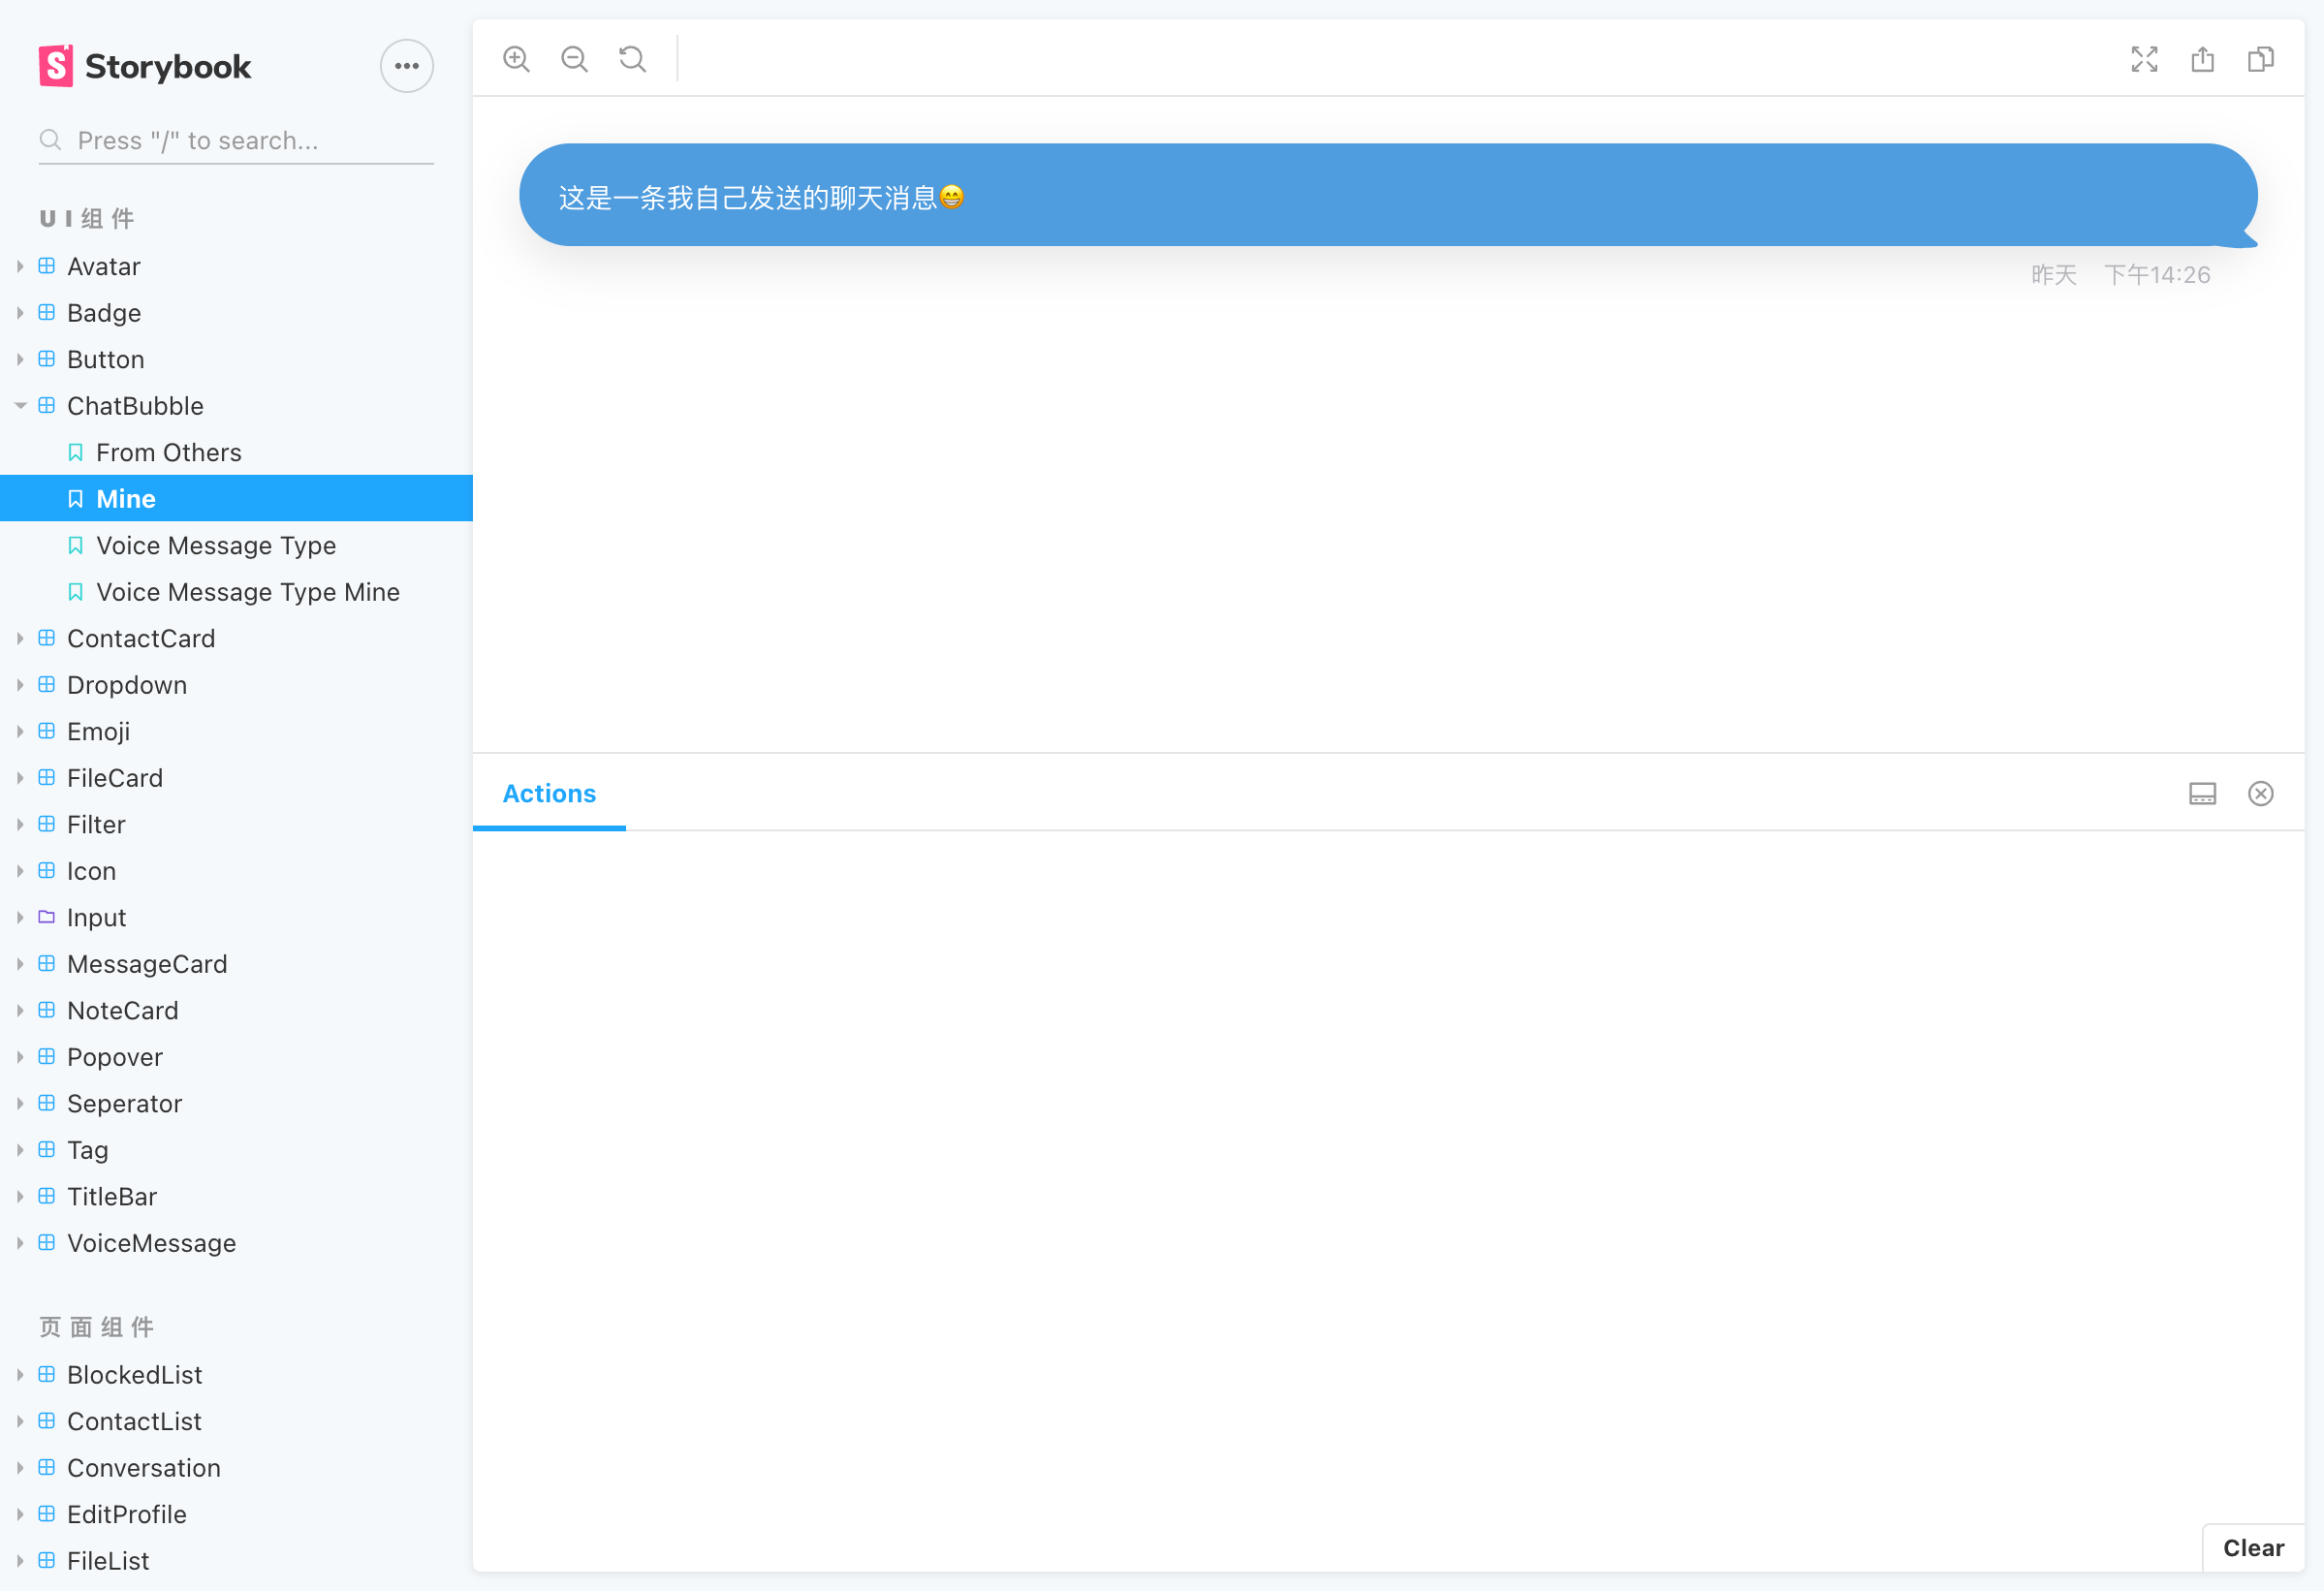 Storybook
Press "/" to search...
UI组件
Avatar
Badge
Button
ChatBubble
From Others
Mine
Voice Message Type
Voice Message Type Mine
ContactCard
Dropdown
Emoji
FileCard
Filter
Icon
Input
MessageCard
NoteCard
Popover
Seperator
Tag
TitleBar
VoiceMessage
页面组件
BlockedList
ContactList
Conversation
EditProfile
FileList
这是一条我自己发送的聊天消息😁
昨天 下午14:26
Actions
Clear